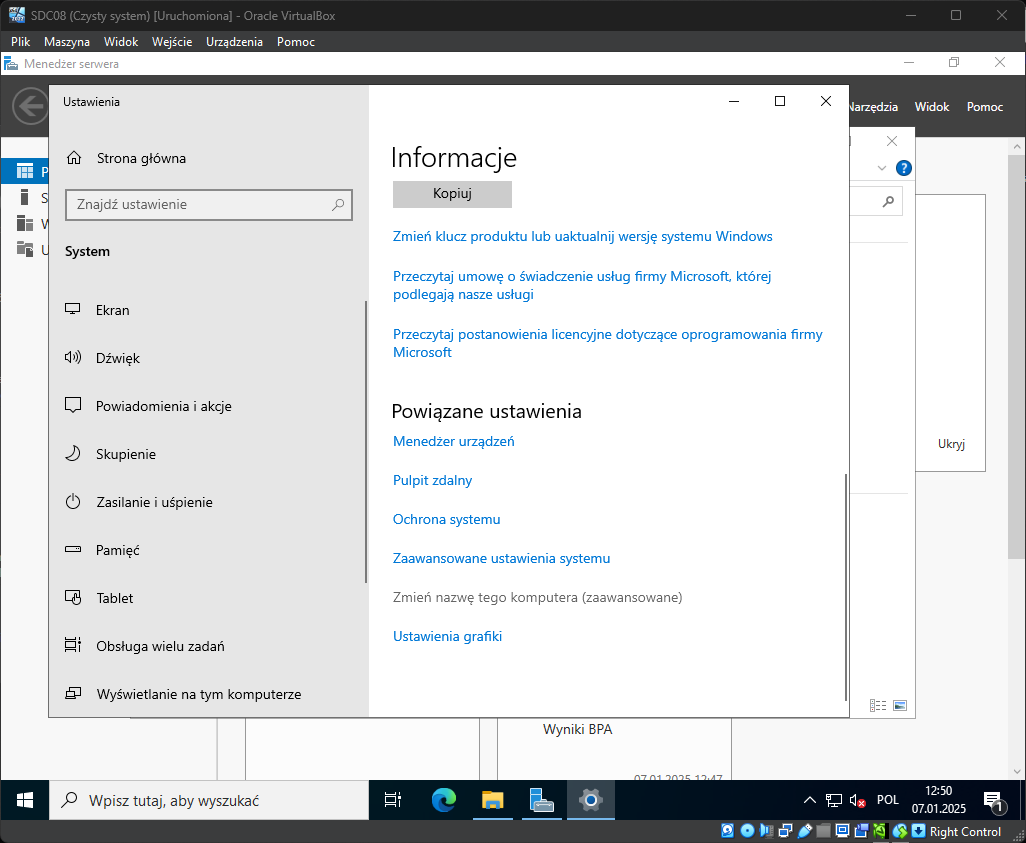 SDC08 (Czysty system) [Uruchomiona] - Oracle VirtualBox
Plik Maszyna Widok Wejście Urządzenia Pomoc
Menedżer serwera
Narzędzia Widok Pomoc
Ustawienia
Strona główna
Znajdź ustawienie
System
Ekran
Dźwięk
Powiadomienia i akcje
Skupienie
Zasilanie i uśpienie
Pamięć
Tablet
Obsługa wielu zadań
Wyświetlanie na tym komputerze
Informacje
Kopiuj
Zmień klucz produktu lub uaktualnij wersję systemu Windows
Przeczytaj umowę o świadczenie usług firmy Microsoft, której
podlegają nasze usługi
Przeczytaj postanowienia licencyjne dotyczące oprogramowania firmy
Microsoft
Powiązane ustawienia
Menedżer urządzeń
Pulpit zdalny
Ochrona systemu
Zaawansowane ustawienia systemu
Zmień nazwę tego komputera (zaawansowane)
Ustawienia grafiki
P
S
W
U
Ukryj
Wyniki BPA
07.01.2025 12:47
Wpisz tutaj, aby wyszukać
POL
12:50
07.01.2025
1
Right Control